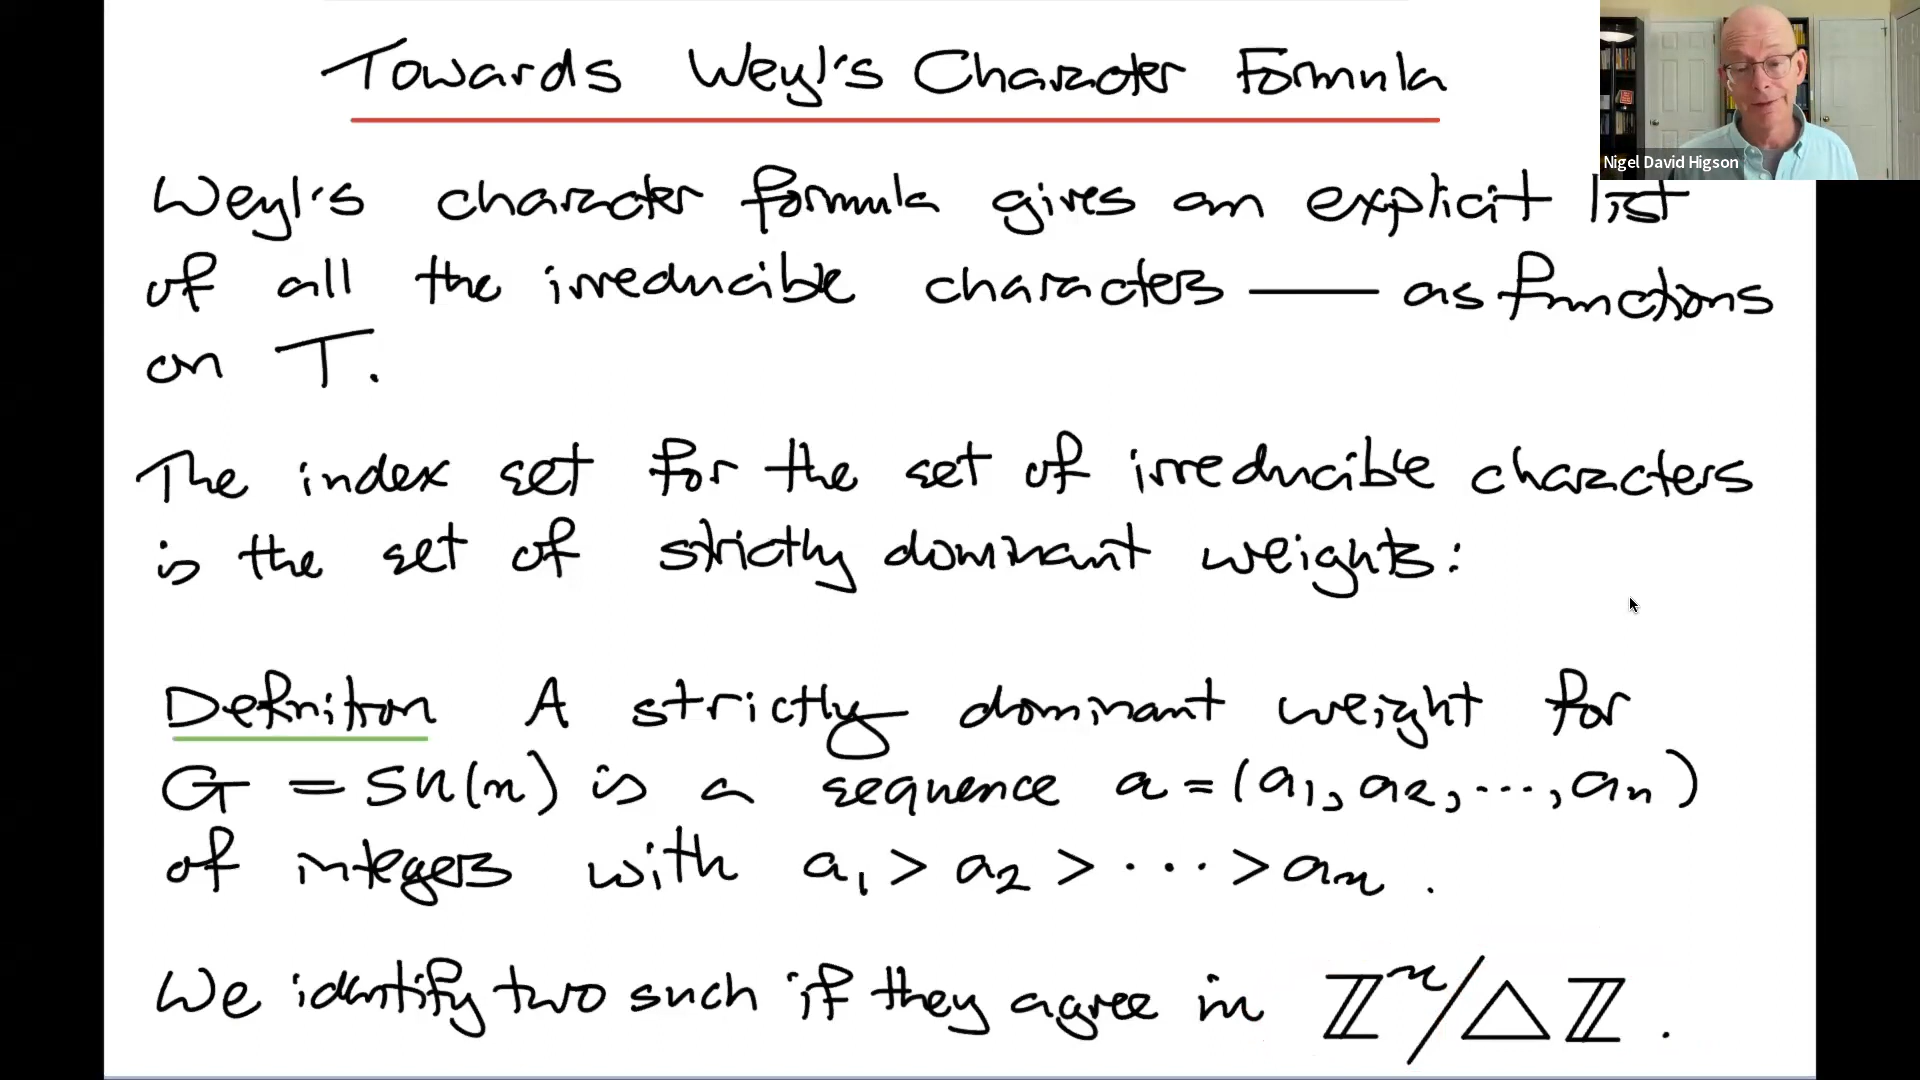 Towards Weyl's Character Formula
Nigel David Higson
Weyl's character formula gives an explicit list
of all the irreducible characters — as functions
on T.
The index set for the set of irreducible characters
is the set of strictly dominant weights:
Definition A strictly dominant weight for
G = SU(n) is a sequence a = (a₁, a₂, ..., aₙ)
of integers with a₁ > a₂ > ... > aₙ .
We identify two such if they agree in ℤⁿ/△ℤ .